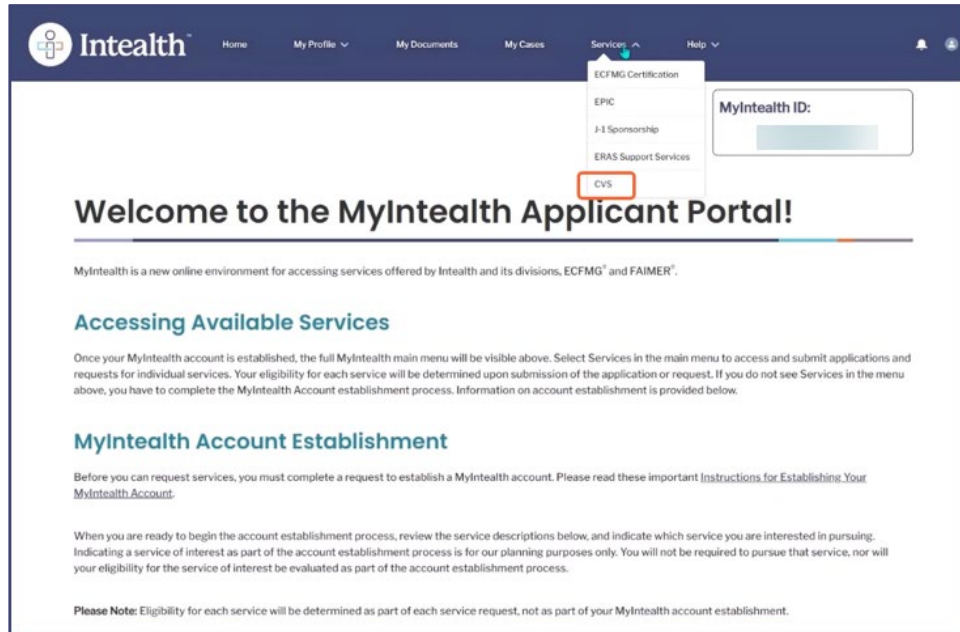 Intealth™
Home
My Profile
My Documents
My Cases
Services
Help
ECFMG Certification
EPIC
J-1 Sponsorship
ERAS Support Services
CVS
MyIntealth ID:
Welcome to the MyIntealth Applicant Portal!
MyIntealth is a new online environment for accessing services offered by Intealth and its divisions, ECFMG® and FAIMER®.
Accessing Available Services
Once your MyIntealth account is established, the full MyIntealth main menu will be visible above. Select Services in the main menu to access and submit applications and
requests for individual services. Your eligibility for each service will be determined upon submission of the application or request. If you do not see Services in the menu
above, you have to complete the MyIntealth Account establishment process. Information on account establishment is provided below.
MyIntealth Account Establishment
Before you can request services, you must complete a request to establish a MyIntealth account. Please read these important Instructions for Establishing Your
MyIntealth Account.
When you are ready to begin the account establishment process, review the service descriptions below, and indicate which service you are interested in pursuing.
Indicating a service of interest as part of the account establishment process is for our planning purposes only. You will not be required to pursue that service, nor will
your eligibility for the service of interest be evaluated as part of the account establishment process.
Please Note: Eligibility for each service will be determined as part of each service request, not as part of your MyIntealth account establishment.